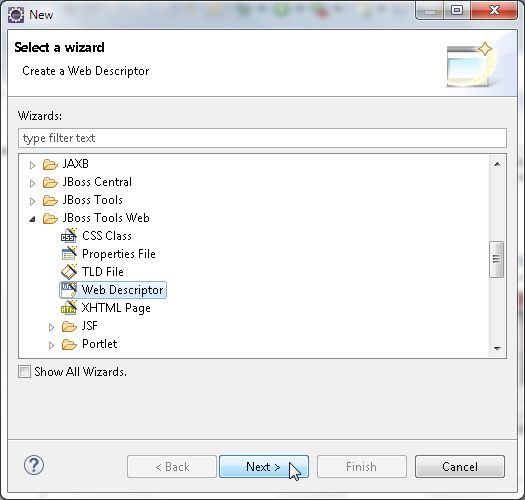 New
Select a wizard
Create a Web Descriptor
Wizards:
type filter text
JAXB
JBoss Central
JBoss Tools
JBoss Tools Web
CSS Class
Properties File
TLD File
Web Descriptor
XHTML Page
JSF
Portlet
Show All Wizards.
< Back
Next >
Finish
Cancel